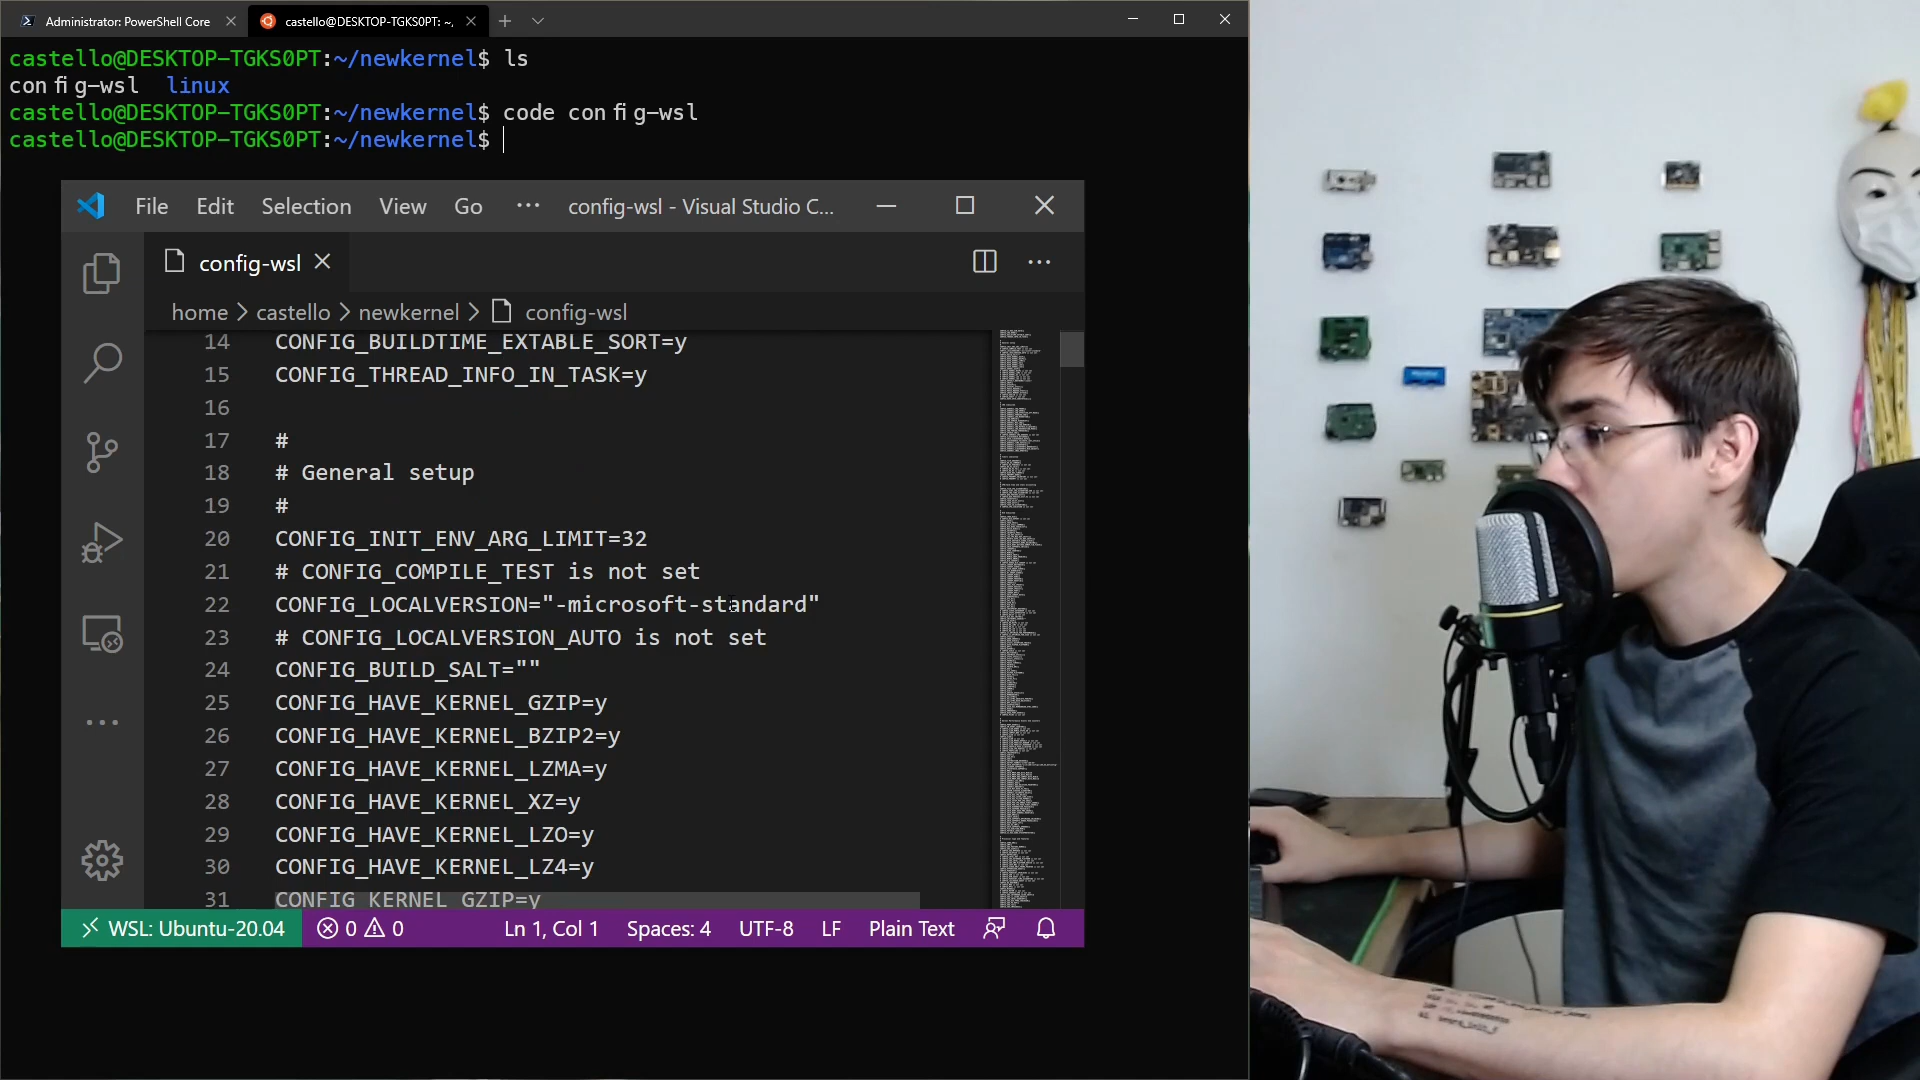 Administrator: PowerShell Core
castello@DESKTOP-TGKS0PT: ~,
castello@DESKTOP-TGKS0PT:~/newkernel$ ls
config-wsl linux
castello@DESKTOP-TGKS0PT:~/newkernel$ code config-wsl
castello@DESKTOP-TGKS0PT:~/newkernel$
File Edit Selection View Go ··· config-wsl - Visual Studio C...
config-wsl
home > castello > newkernel > config-wsl
14 CONFIG_BUILDTIME_EXTABLE_SORT=y
15 CONFIG_THREAD_INFO_IN_TASK=y
16
17 #
18 # General setup
19 #
20 CONFIG_INIT_ENV_ARG_LIMIT=32
21 # CONFIG_COMPILE_TEST is not set
22 CONFIG_LOCALVERSION="-microsoft-standard"
23 # CONFIG_LOCALVERSION_AUTO is not set
24 CONFIG_BUILD_SALT=""
25 CONFIG_HAVE_KERNEL_GZIP=y
26 CONFIG_HAVE_KERNEL_BZIP2=y
27 CONFIG_HAVE_KERNEL_LZMA=y
28 CONFIG_HAVE_KERNEL_XZ=y
29 CONFIG_HAVE_KERNEL_LZO=y
30 CONFIG_HAVE_KERNEL_LZ4=y
31 CONFIG_KERNEL_GZIP=y
WSL: Ubuntu-20.04 0 0 Ln 1, Col 1 Spaces: 4 UTF-8 LF Plain Text